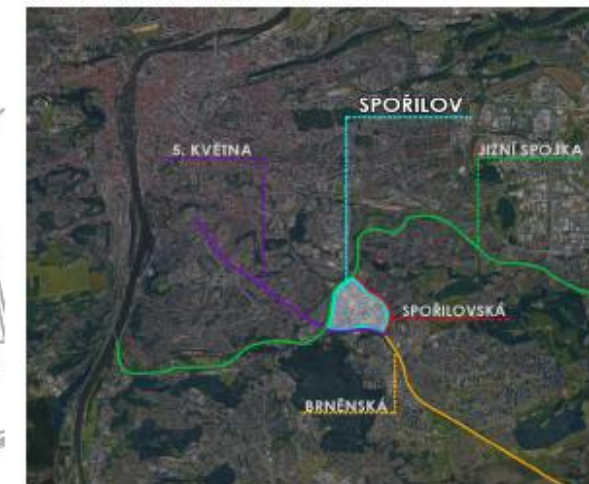 SPOŘILOV
5. KVĚTNA
JIŽNÍ SPOJKA
SPOŘILOVSKÁ
BRNĚNSKÁ